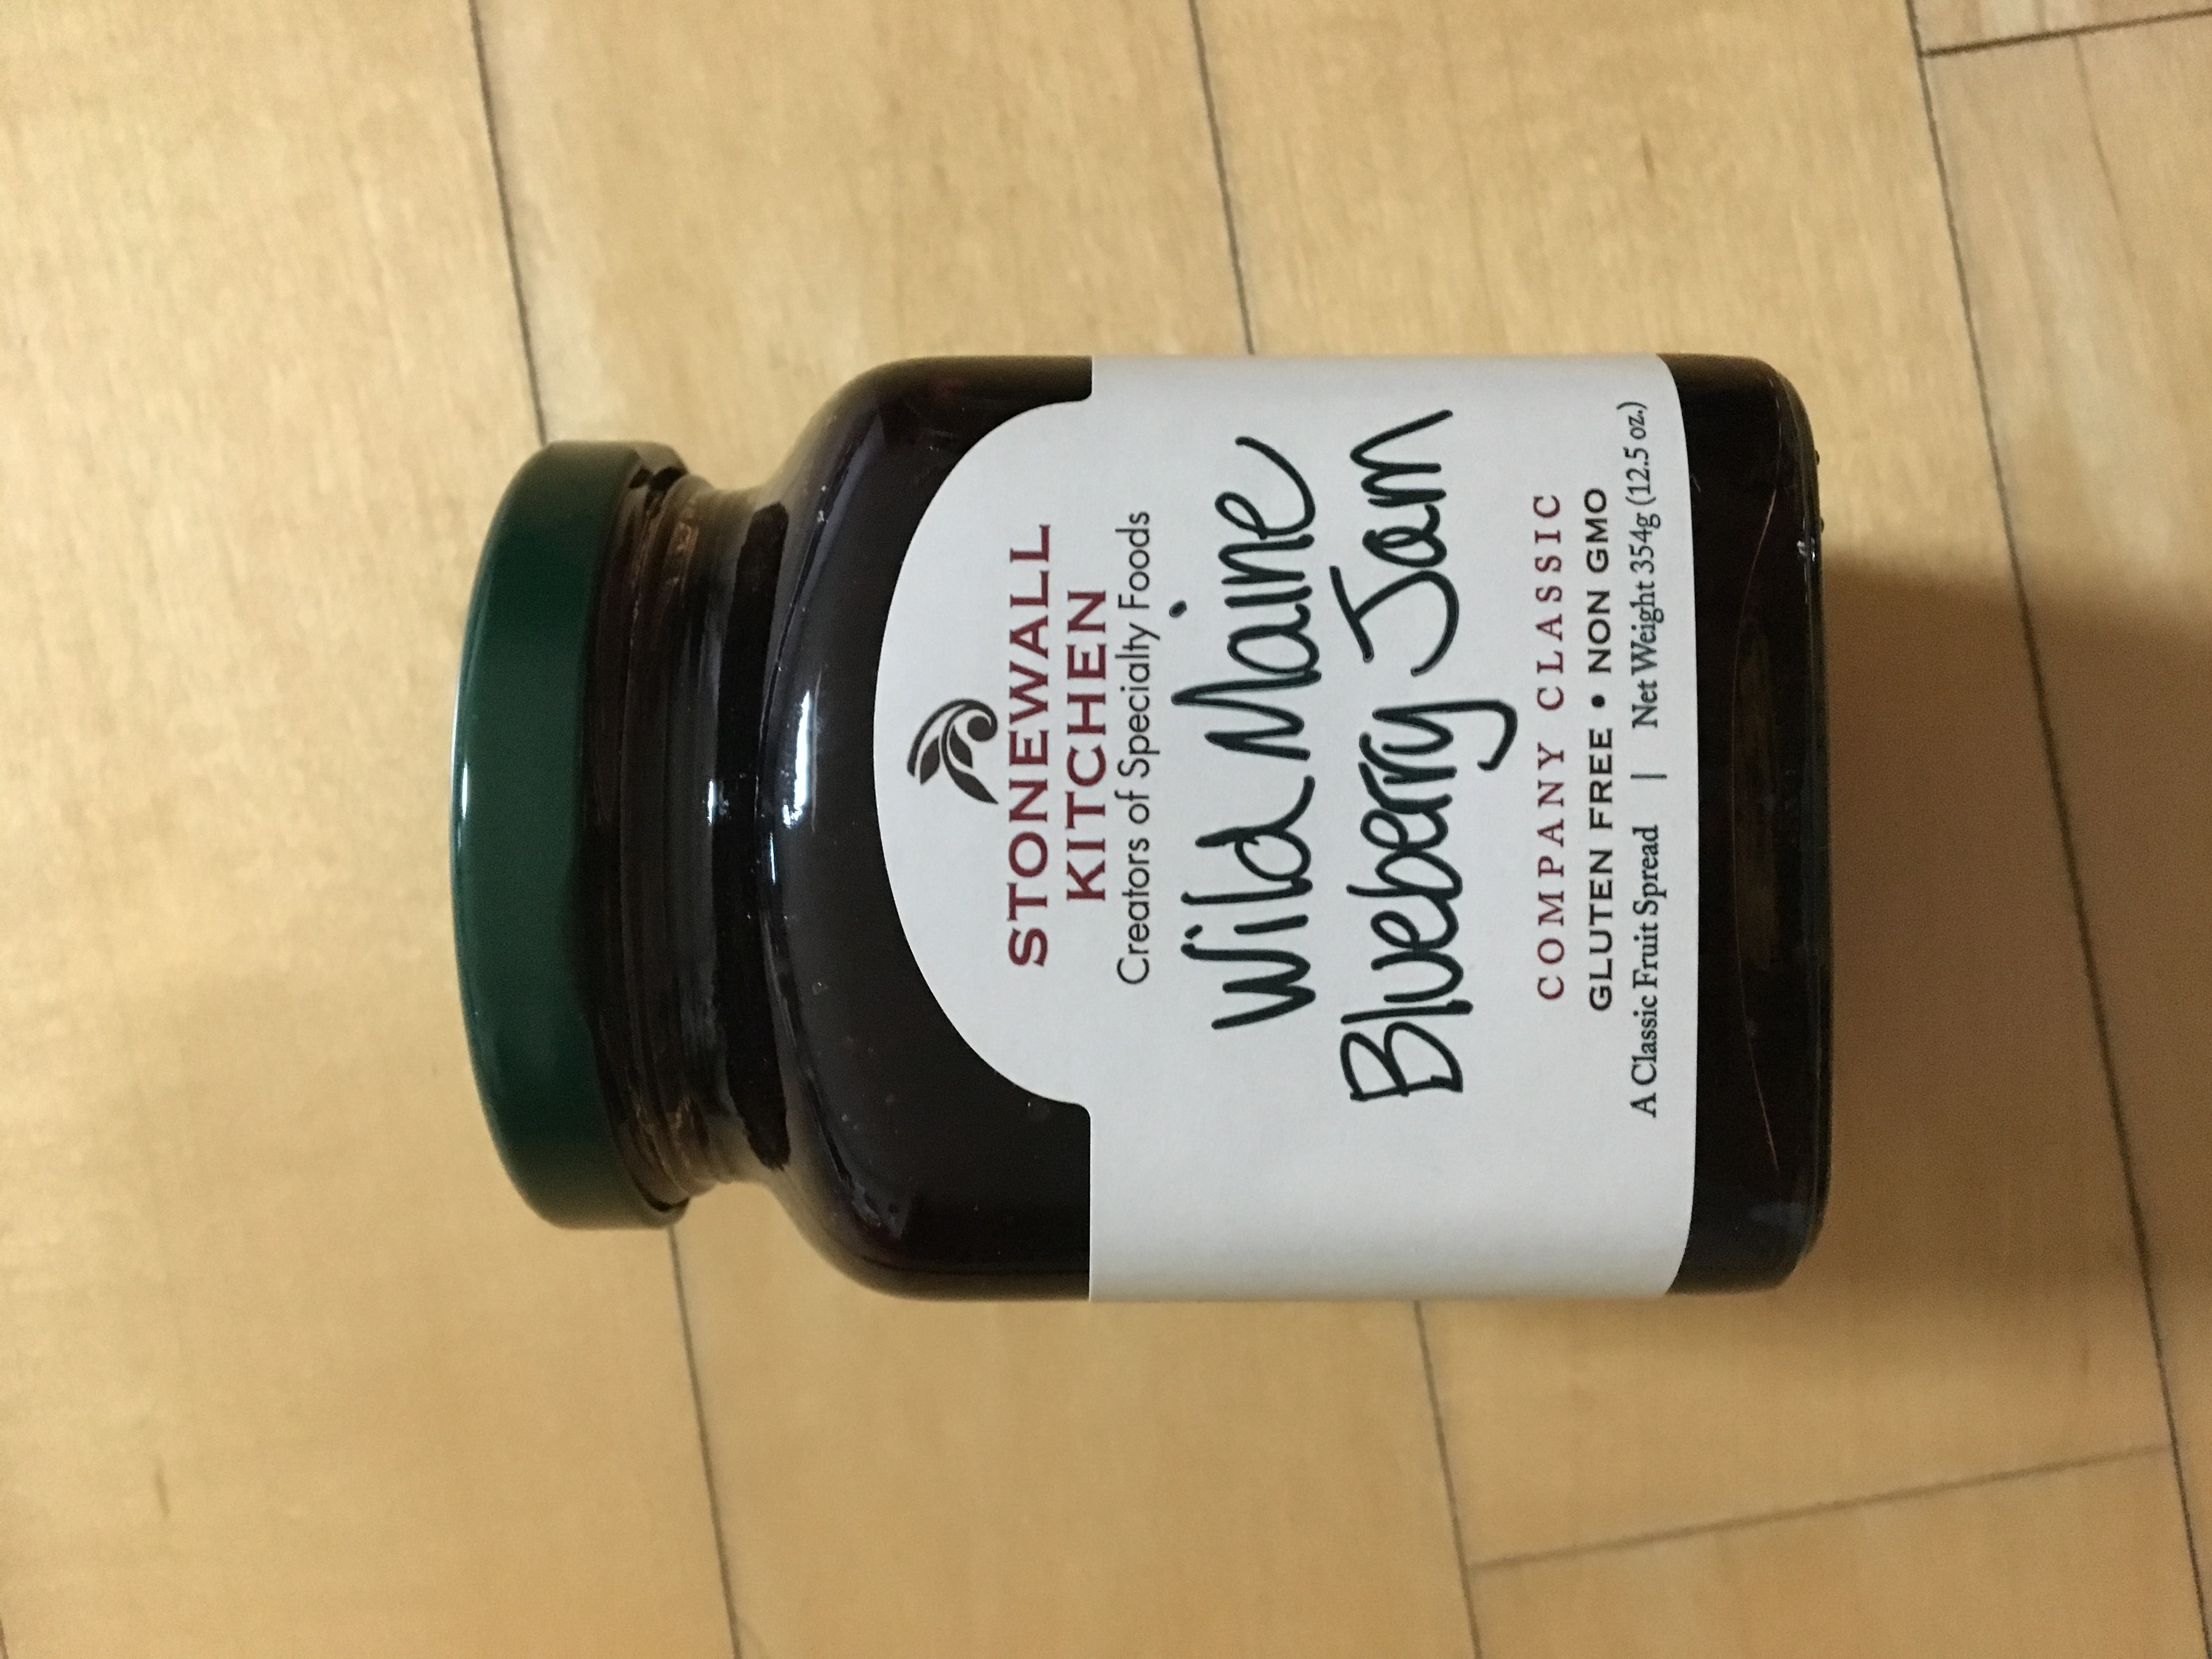 STONEWALL
KITCHEN
Creators of Specialty Foods
Wild Maine
Blueberry Jam
COMPANY CLASSIC
GLUTEN FREE • NON GMO
A Classic Fruit Spread | Net Weight 354g (12.5 oz.)